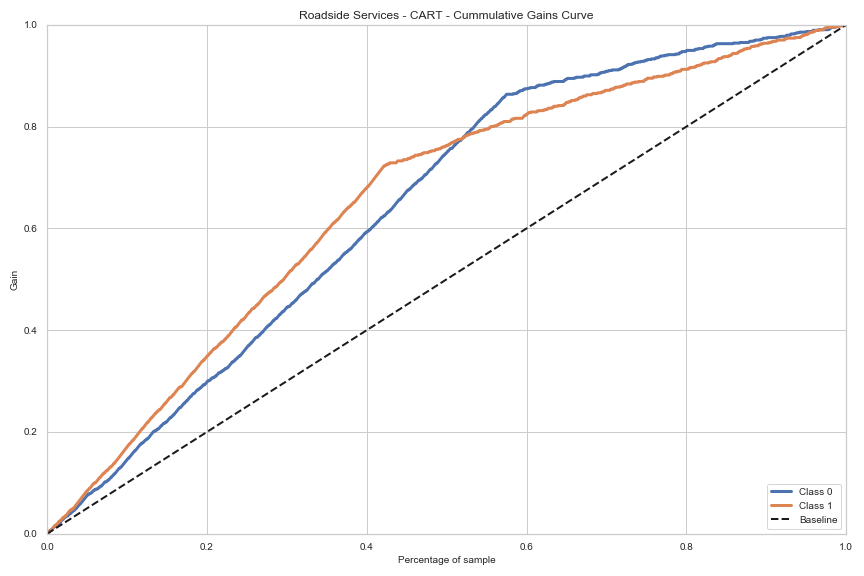 Roadside Services - CART - Cummulative Gains Curve
1.0
0.8
0.6
0.4
0.2
0.0
Gain
0.0 0.2 0.4 0.6 0.8 1.0
Percentage of sample
Class 0
Class 1
Baseline